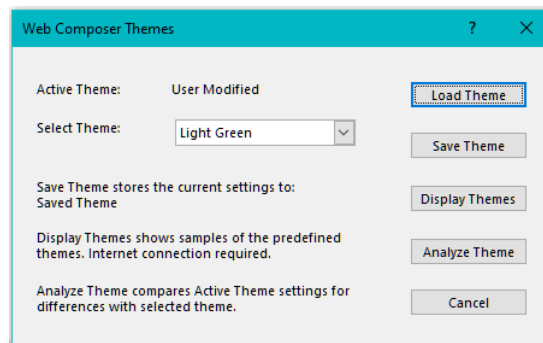 Web Composer Themes ?
Active Theme: User Modified
Load Theme
Select Theme: Light Green
Save Theme
Save Theme stores the current settings to:
Saved Theme
Display Themes
Display Themes shows samples of the predefined
themes. Internet connection required.
Analyze Theme
Analyze Theme compares Active Theme settings for
differences with selected theme.
Cancel